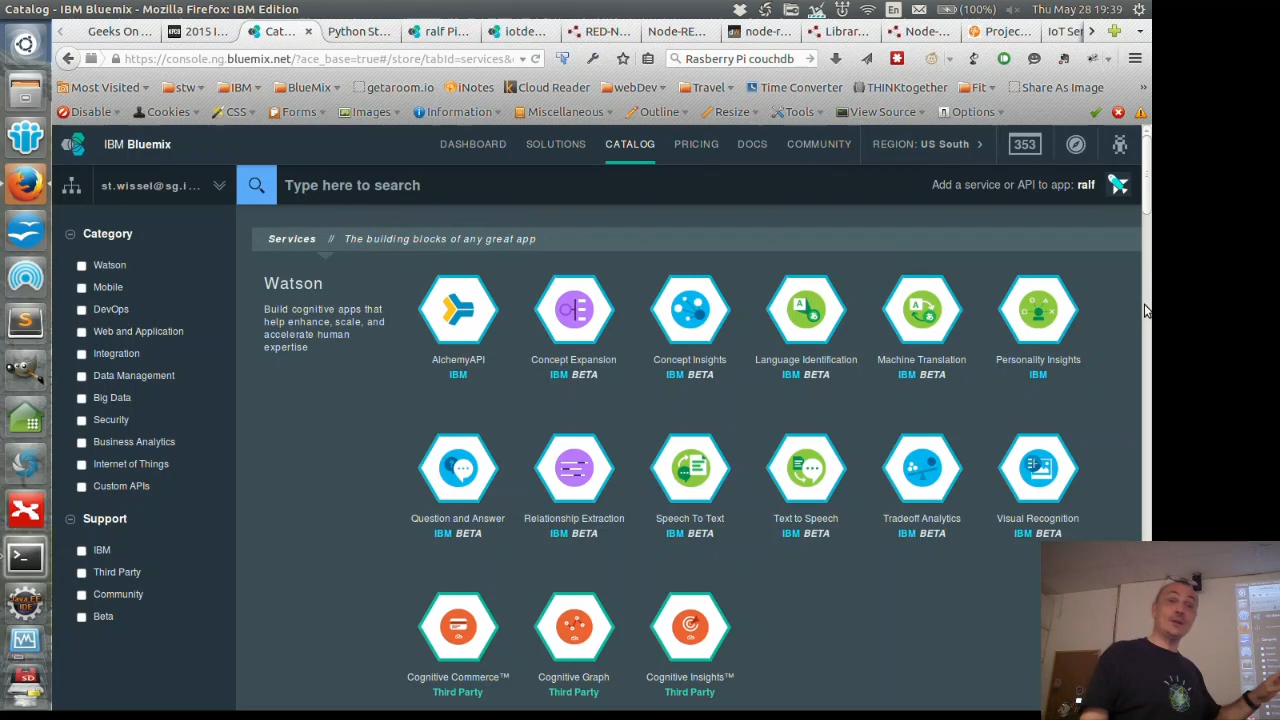 Catalog - IBM Bluemix - Mozilla Firefox: IBM Edition
En
(100%)
Thu May 28 19:39
Geeks On ...
2015 I...
Cat...
Python St...
ralf Pi...
iotde...
RED-N...
Node-RE...
node-r...
Librar...
Node-...
Projec...
IoT Ser
https://console.ng.bluemix.net/?ace_base=true#/store/tabId=services&
Rasberry Pi couchdb
Most Visited
stw
IBM
BlueMix
getaroom.io
iNotes
Cloud Reader
webDev
Travel
Time Converter
THINKtogether
Fit
Share As Image
Disable
Cookies
CSS
Forms
Images
Information
Miscellaneous
Outline
Resize
Tools
View Source
Options
IBM Bluemix
DASHBOARD
SOLUTIONS
CATALOG
PRICING
DOCS
COMMUNITY
REGION: US South
353
st.wissel@sg.i...
Type here to search
Add a service or API to app: ralf
Category
Watson
Mobile
DevOps
Web and Application
Integration
Data Management
Big Data
Security
Business Analytics
Internet of Things
Custom APIs
Support
IBM
Third Party
Community
Beta
Services // The building blocks of any great app
Watson
Build cognitive apps that
help enhance, scale, and
accelerate human
expertise
AlchemyAPI
IBM
Concept Expansion
IBM BETA
Concept Insights
IBM BETA
Language Identification
IBM BETA
Machine Translation
IBM BETA
Personality Insights
IBM
Question and Answer
IBM BETA
Relationship Extraction
IBM BETA
Speech To Text
IBM BETA
Text to Speech
IBM BETA
Tradeoff Analytics
IBM BETA
Visual Recognition
IBM BETA
Cognitive Commerce™
Third Party
Cognitive Graph
Third Party
Cognitive Insights™
Third Party